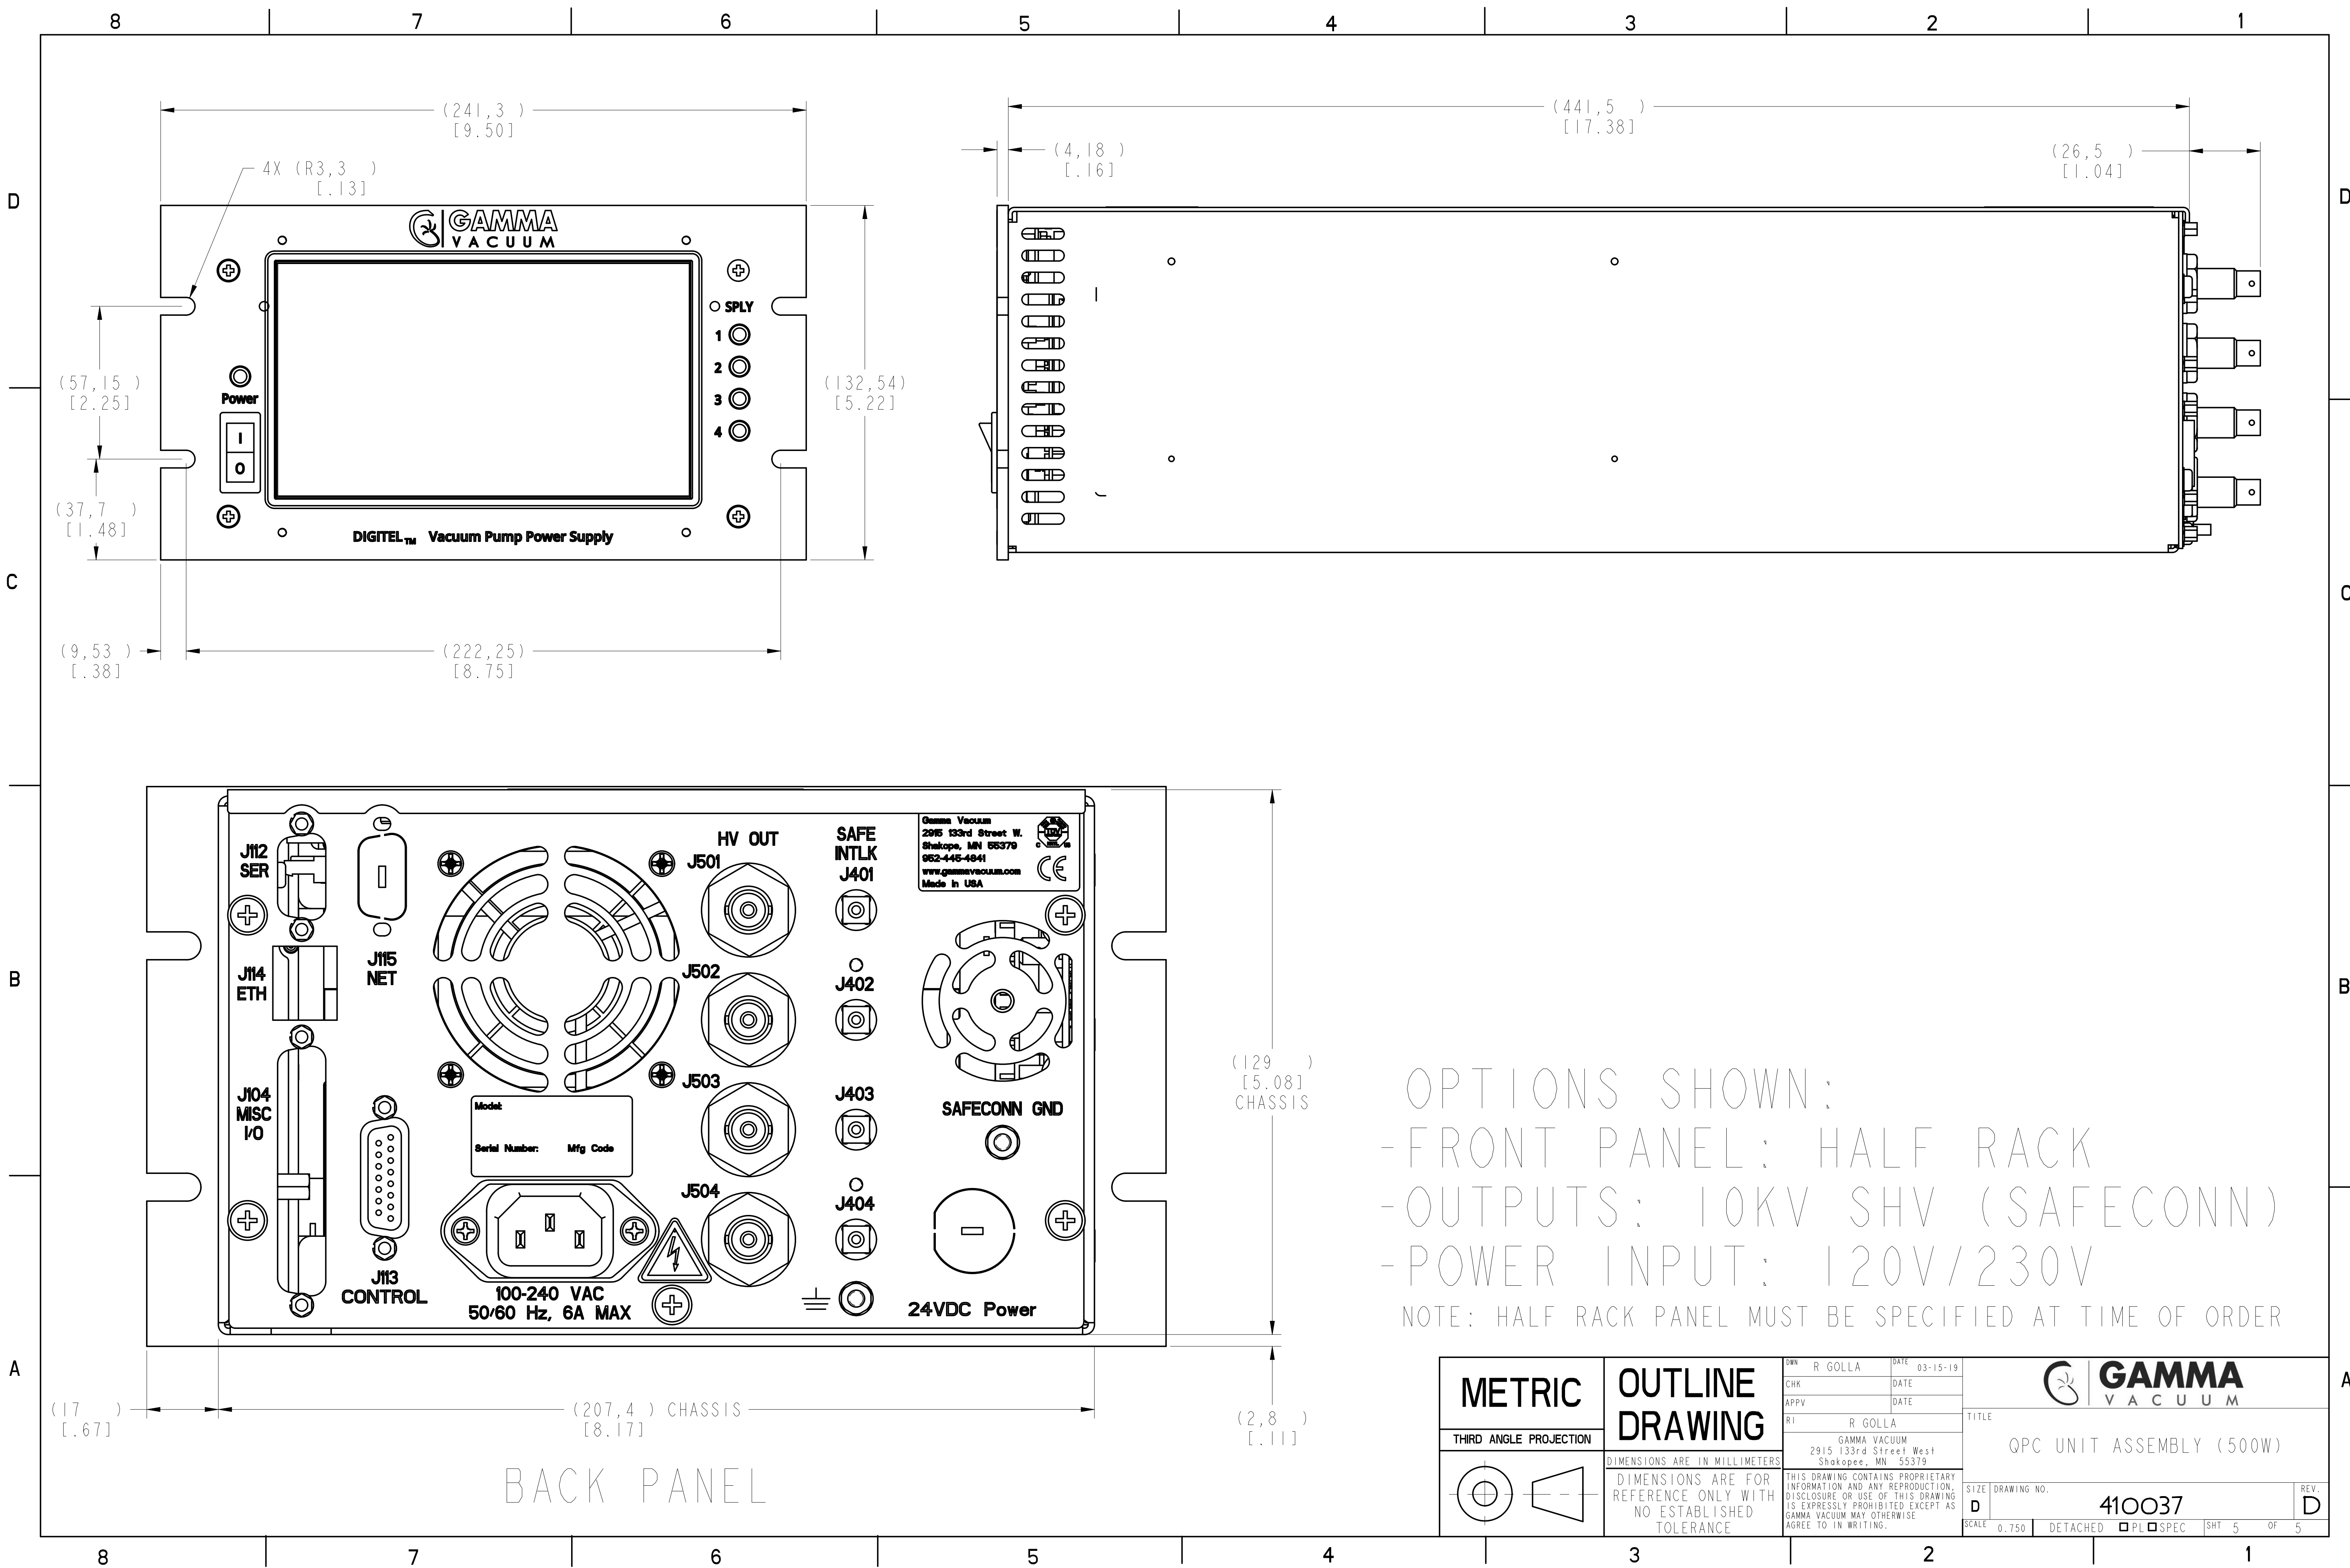 8 7 6 5 4 3 2 1
D
D
C
C
B
B
A
A
(241,3 )
[9.50]
4X (R3,3 )
[.13]
GAMMA
VACUUM
SPLY
1
2
3
4
Power
I
O
DIGITEL™ Vacuum Pump Power Supply
(57,15 )
[2.25]
(37,7 )
[1.48]
(132,54)
[5.22]
(9,53 )
[.38]
(222,25)
[8.75]
(441,5 )
[17.38]
(4,18 )
[.16]
(26,5 )
[1.04]
J112
SER
J114
ETH
J115
NET
J104
MISC
I/O
J113
CONTROL
HV OUT
J501
J502
J503
J504
SAFE
INTLK
J401
J402
J403
J404
Gamma Vacuum
2915 133rd Street W.
Shakope, MN 55379
952-445-4841
www.gammavacuum.com
Made in USA
TÜV
C US
CE
Model:
Serial Number: Mfg Code
SAFECONN GND
100-240 VAC
50/60 Hz, 6A MAX
24VDC Power
(129 )
[5.08]
CHASSIS
(17 )
[.67]
(207,4 ) CHASSIS
[8.17]
(2,8 )
[.11]
BACK PANEL
OPTIONS SHOWN:
-FRONT PANEL: HALF RACK
-OUTPUTS: 10KV SHV (SAFECONN)
-POWER INPUT: 120V/230V
NOTE: HALF RACK PANEL MUST BE SPECIFIED AT TIME OF ORDER
METRIC
THIRD ANGLE PROJECTION
OUTLINE
DRAWING
DIMENSIONS ARE IN MILLIMETERS
DIMENSIONS ARE FOR
REFERENCE ONLY WITH
NO ESTABLISHED
TOLERANCE
DWN R GOLLA DATE 03-15-19
CHK DATE
APPV DATE
RI R GOLLA
GAMMA VACUUM
2915 133rd Street West
Shakopee, MN 55379
THIS DRAWING CONTAINS PROPRIETARY
INFORMATION AND ANY REPRODUCTION,
DISCLOSURE OR USE OF THIS DRAWING
IS EXPRESSLY PROHIBITED EXCEPT AS
GAMMA VACUUM MAY OTHERWISE
AGREE TO IN WRITING.
GAMMA
VACUUM
TITLE
QPC UNIT ASSEMBLY (500W)
SIZE DRAWING NO. REV.
D 410037 D
SCALE 0.750 DETACHED PL SPEC SHT 5 OF 5
8 7 6 5 4 3 2 1